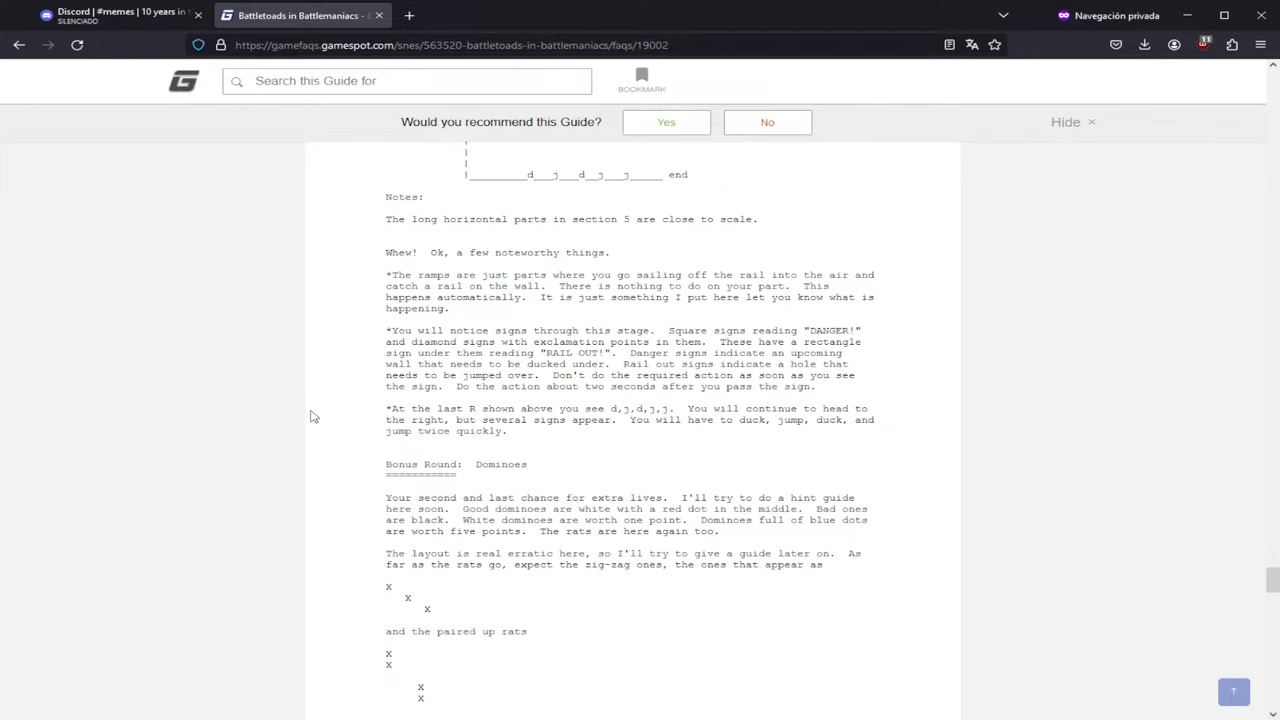 Discord | #memes | 10 years in t
SILENCIADO
Battletoads in Battlemaniacs - G
Navegación privada
https://gamefaqs.gamespot.com/snes/563520-battletoads-in-battlemaniacs/faqs/19002
11
G
Search this Guide for
BOOKMARK
Would you recommend this Guide?
Yes
No
Hide ×
|
|
|
|_________d___j___d__j___j_____ end
Notes:
The long horizontal parts in section 5 are close to scale.
Whew! Ok, a few noteworthy things.
*The ramps are just parts where you go sailing off the rail into the air and
catch a rail on the wall. There is nothing to do on your part. This
happens automatically. It is just something I put here let you know what is
happening.
*You will notice signs through this stage. Square signs reading "DANGER!"
and diamond signs with exclamation points in them. These have a rectangle
sign under them reading "RAIL OUT!". Danger signs indicate an upcoming
wall that needs to be ducked under. Rail out signs indicate a hole that
needs to be jumped over. Don't do the required action as soon as you see
the sign. Do the action about two seconds after you pass the sign.
*At the last R shown above you see d,j,d,j,j. You will continue to head to
the right, but several signs appear. You will have to duck, jump, duck, and
jump twice quickly.
Bonus Round: Dominoes
===========
Your second and last chance for extra lives. I'll try to do a hint guide
here soon. Good dominoes are white with a red dot in the middle. Bad ones
are black. White dominoes are worth one point. Dominoes full of blue dots
are worth five points. The rats are here again too.
The layout is real erratic here, so I'll try to give a guide later on. As
far as the rats go, expect the zig-zag ones, the ones that appear as
x
x
x
and the paired up rats
x
x
x
x